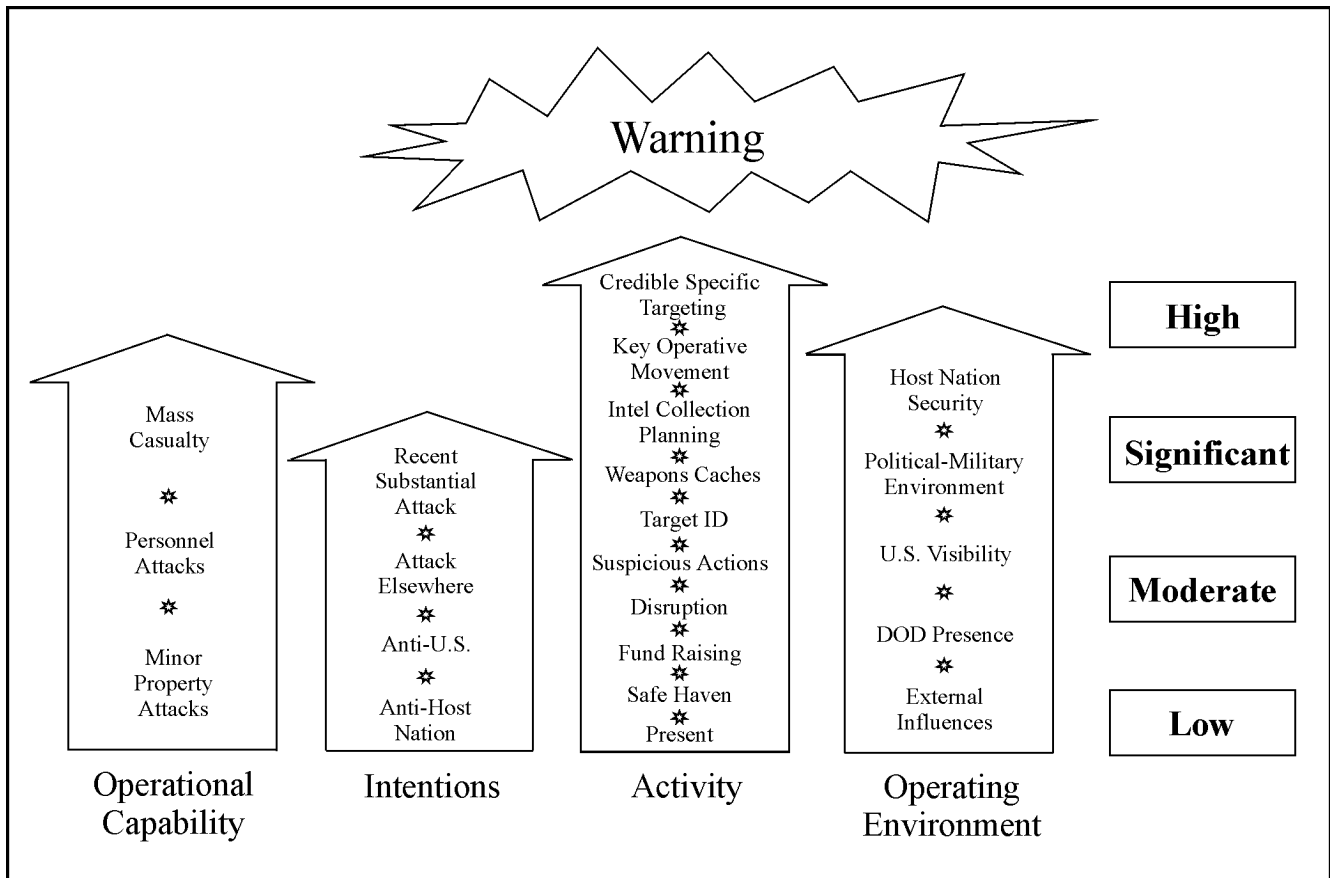 Warning
Mass
Casualty
Personnel
Attacks
Minor
Property
Attacks
Operational
Capability
Recent
Substantial
Attack
Attack
Elsewhere
Anti-U.S.
Anti-Host
Nation
Intentions
Credible Specific
Targeting
Key Operative
Movement
Intel Collection
Planning
Weapons Caches
Target ID
Suspicious Actions
Disruption
Fund Raising
Safe Haven
Present
Activity
Host Nation
Security
Political-Military
Environment
U.S. Visibility
DOD Presence
External
Influences
Operating
Environment
High
Significant
Moderate
Low